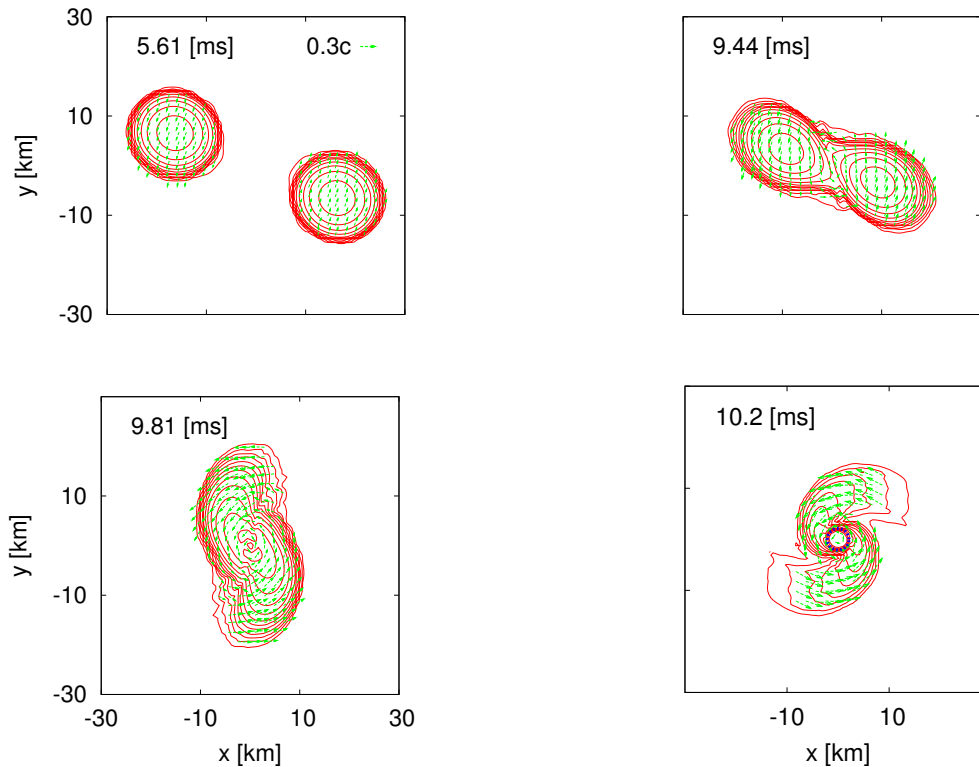 30
5.61 [ms] 0.3c
10
y [km]
-10
-30
9.44 [ms]
9.81 [ms]
10
y [km]
-10
-30
-30 -10 10 30
x [km]
10.2 [ms]
-10 10
x [km]